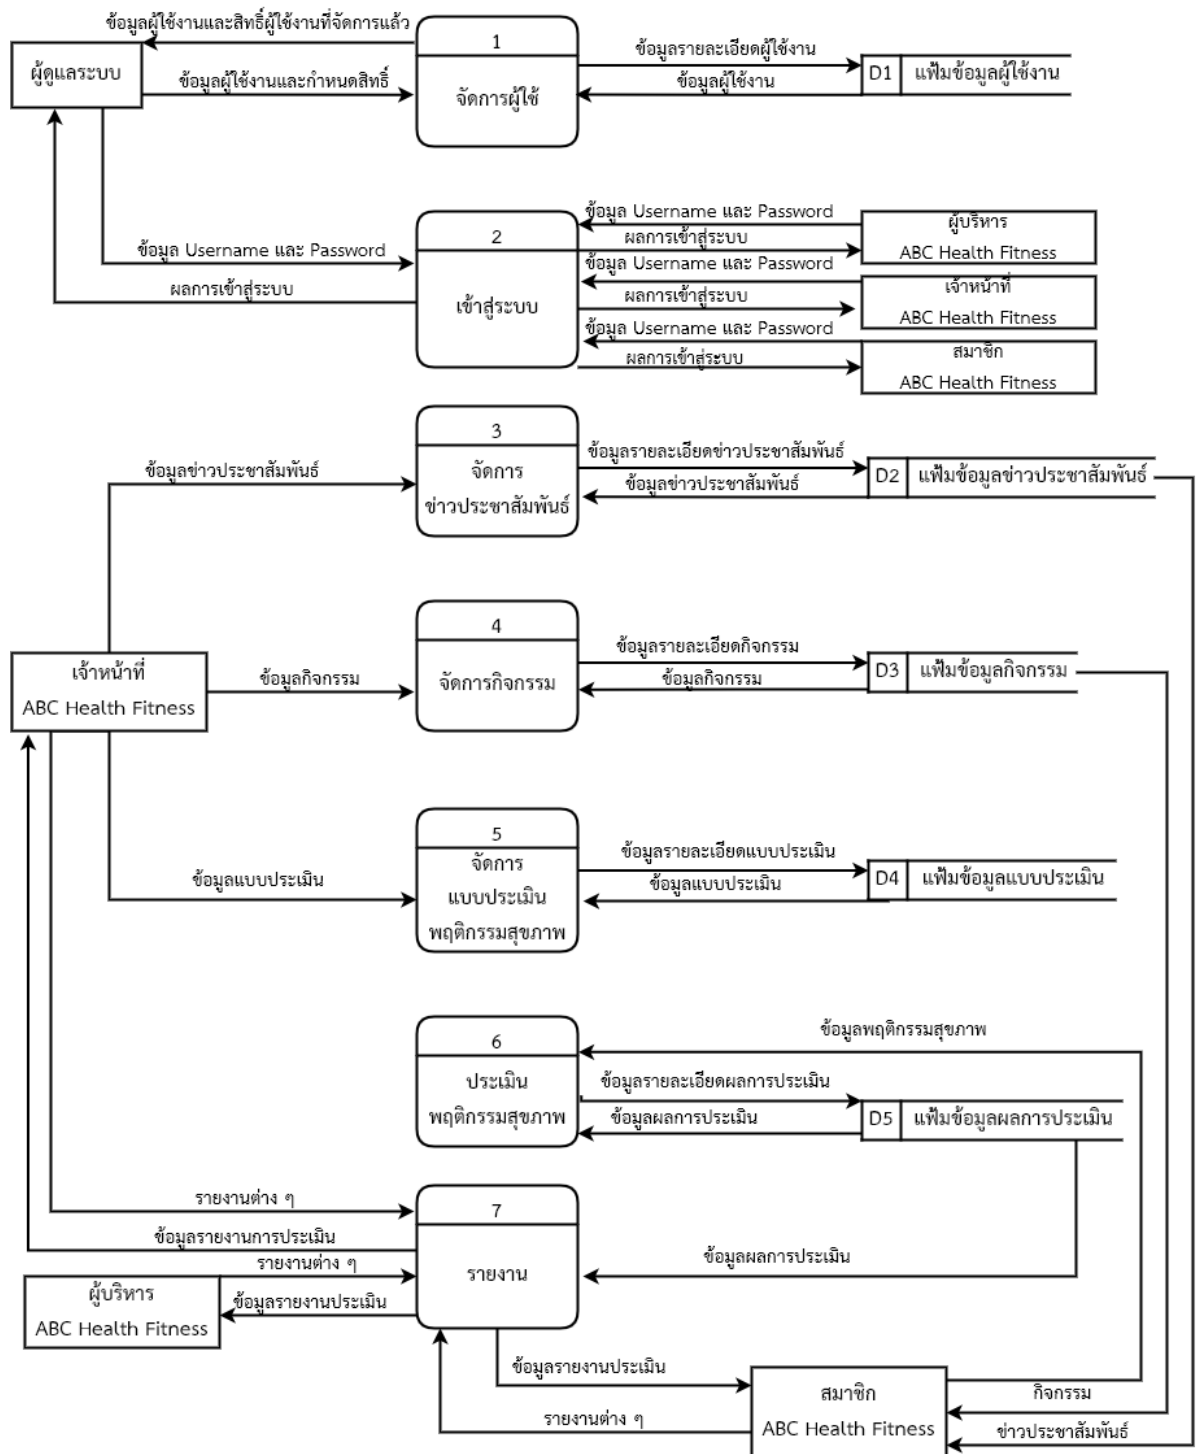 ข้อมูลผู้ใช้งานและสิทธิ์ผู้ใช้งานที่จัดการแล้ว
1
ข้อมูลรายละเอียดผู้ใช้งาน
ผู้ดูแลระบบ
ข้อมูลผู้ใช้งานและกำหนดสิทธิ์
จัดการผู้ใช้
ข้อมูลผู้ใช้งาน
D1 แฟ้มข้อมูลผู้ใช้งาน
2
ข้อมูล Username และ Password
ผู้บริหาร
ABC Health Fitness
ผลการเข้าสู่ระบบ
ข้อมูล Username และ Password
ข้อมูล Username และ Password
เจ้าหน้าที่
ABC Health Fitness
ผลการเข้าสู่ระบบ
ผลการเข้าสู่ระบบ
เข้าสู่ระบบ
ข้อมูล Username และ Password
สมาชิก
ABC Health Fitness
ผลการเข้าสู่ระบบ
3
ข้อมูลข่าวประชาสัมพันธ์
จัดการ
ข่าวประชาสัมพันธ์
ข้อมูลรายละเอียดข่าวประชาสัมพันธ์
ข้อมูลข่าวประชาสัมพันธ์
D2 แฟ้มข้อมูลข่าวประชาสัมพันธ์
4
เจ้าหน้าที่
ABC Health Fitness
ข้อมูลกิจกรรม
จัดการกิจกรรม
ข้อมูลรายละเอียดกิจกรรม
ข้อมูลกิจกรรม
D3 แฟ้มข้อมูลกิจกรรม
5
ข้อมูลแบบประเมิน
จัดการ
แบบประเมิน
พฤติกรรมสุขภาพ
ข้อมูลรายละเอียดแบบประเมิน
ข้อมูลแบบประเมิน
D4 แฟ้มข้อมูลแบบประเมิน
6
ข้อมูลพฤติกรรมสุขภาพ
ประเมิน
พฤติกรรมสุขภาพ
ข้อมูลรายละเอียดผลการประเมิน
ข้อมูลผลการประเมิน
D5 แฟ้มข้อมูลผลการประเมิน
7
รายงานต่าง ๆ
ข้อมูลรายงานการประเมิน
รายงาน
ข้อมูลผลการประเมิน
รายงานต่าง ๆ
ผู้บริหาร
ABC Health Fitness
ข้อมูลรายงานประเมิน
ข้อมูลรายงานประเมิน
รายงานต่าง ๆ
สมาชิก
ABC Health Fitness
กิจกรรม
ข่าวประชาสัมพันธ์